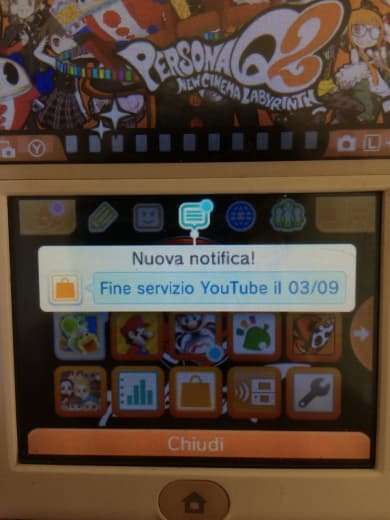 PERSONA Q2
NEW CINEMA LABYRINTH
Y
L
Nuova notifica!
Fine servizio YouTube il 03/09
Chiudi